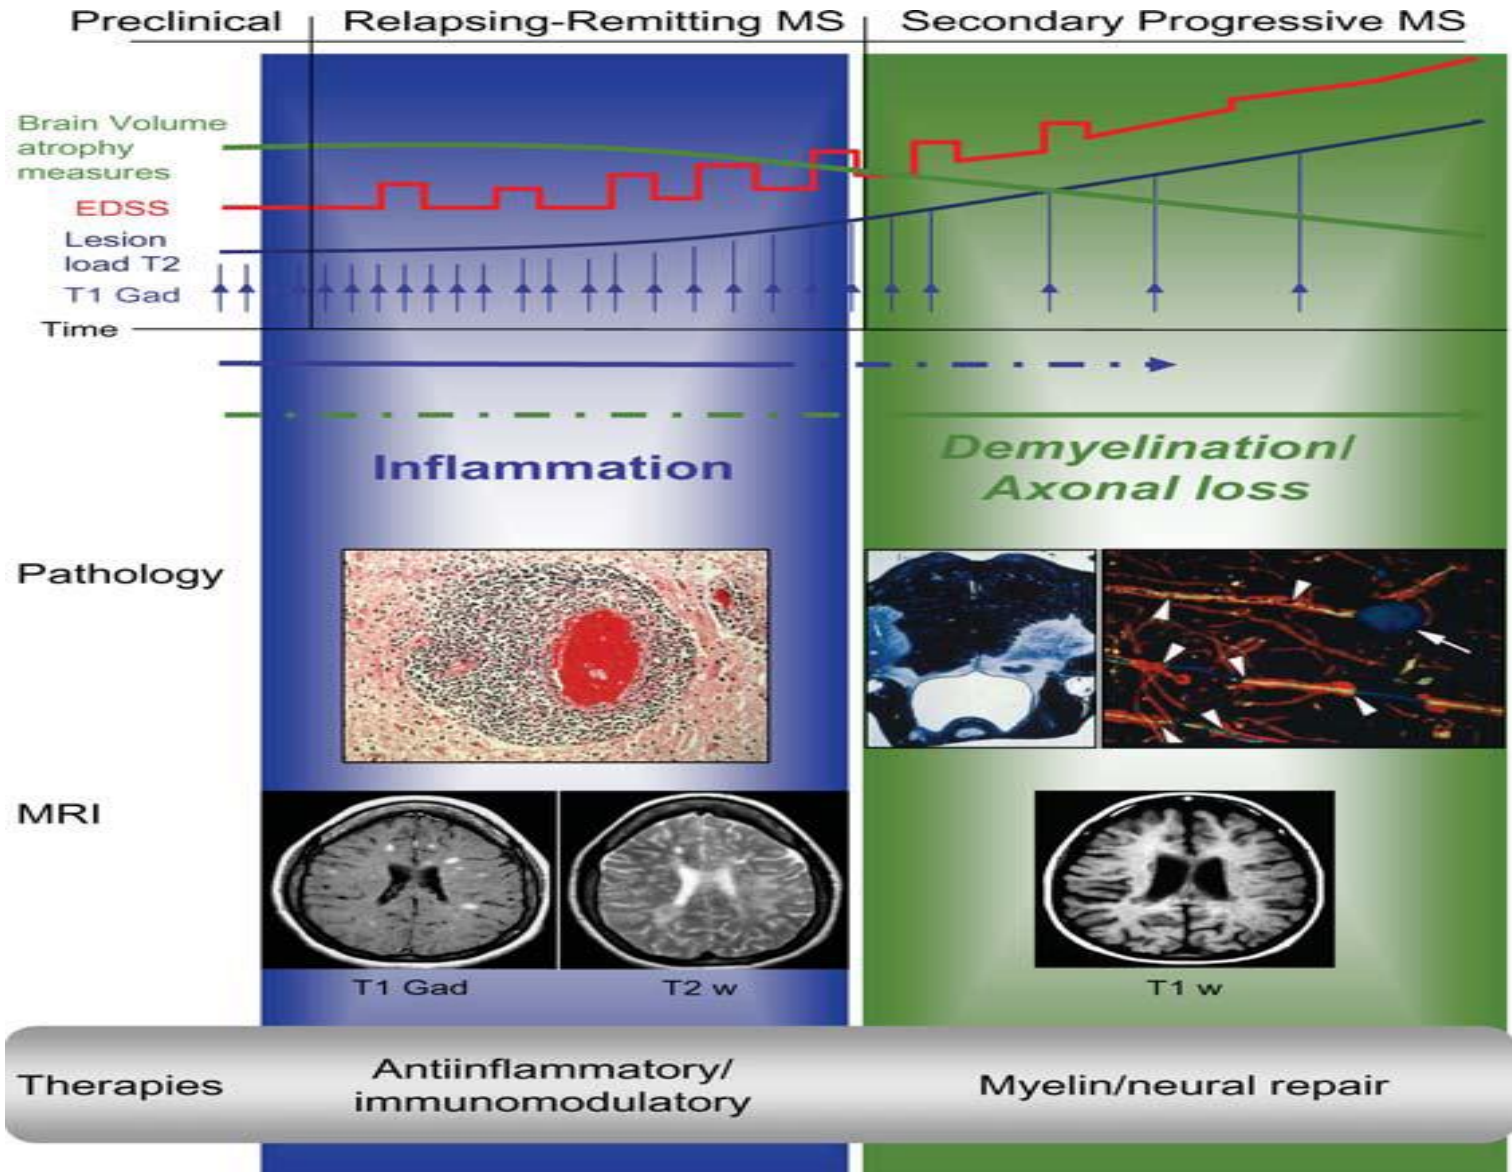 Preclinical
Relapsing-Remitting MS
Secondary Progressive MS
Brain Volume
atrophy
measures
EDSS
Lesion
load T2
T1 Gad
Time
Inflammation
Demyelination/
Axonal loss
Pathology
MRI
T1 Gad
T2 w
T1 w
Therapies
Antiinflammatory/
immunomodulatory
Myelin/neural repair